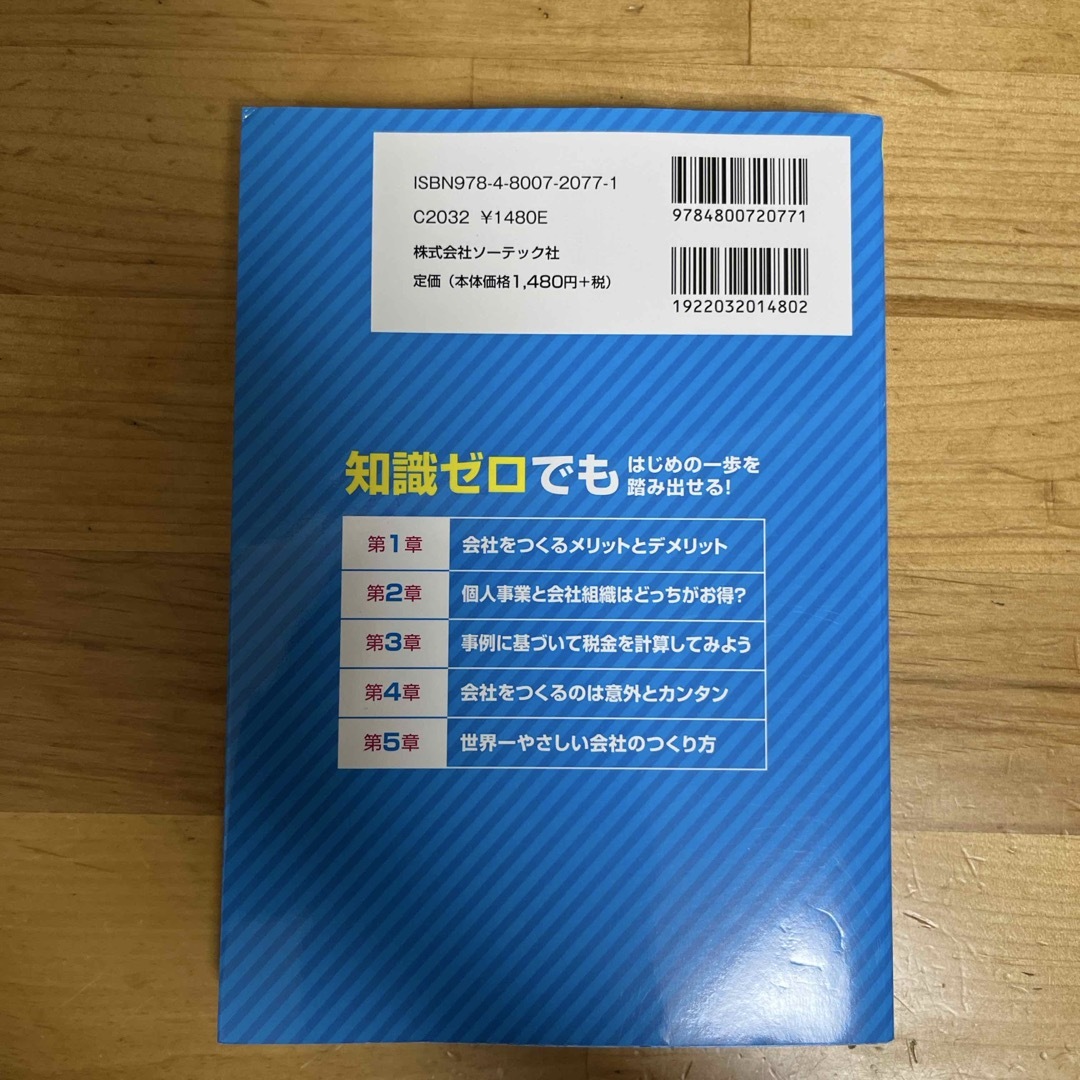 ISBN978-4-8007-2077-1
C2032 ¥1480E
株式会社ソーテック社
定価（本体価格1,480円＋税）
9784800720771
1922032014802
知識ゼロでも はじめの一歩を
踏み出せる！
第1章 会社をつくるメリットとデメリット
第2章 個人事業と会社組織はどっちがお得？
第3章 事例に基づいて税金を計算してみよう
第4章 会社をつくるのは意外とカンタン
第5章 世界一やさしい会社のつくり方